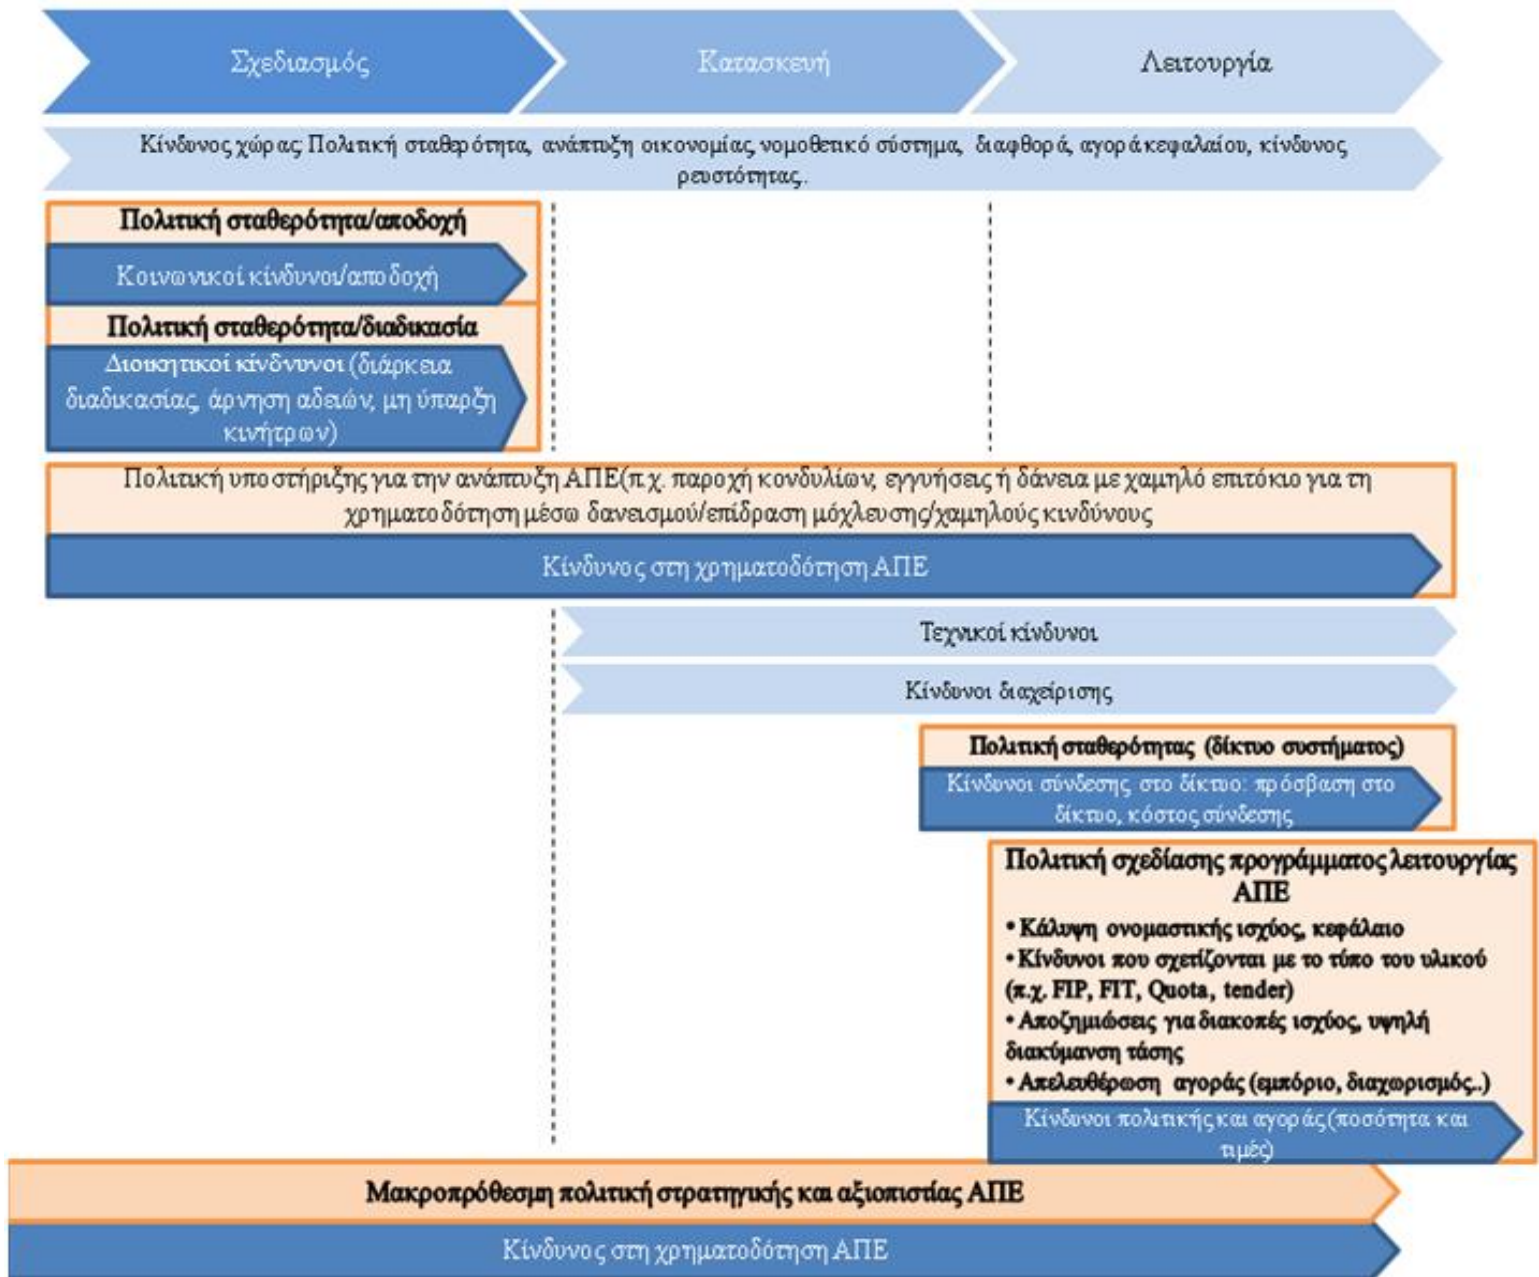 Σχεδιασμός
Κατασκευή
Λειτουργία
Κίνδυνος χώρας: Πολιτική σταθερότητα, ανάπτυξη οικονομίας, νομοθετικό σύστημα, διαφθορά, αγορά κεφαλαίου, κίνδυνος
ρευστότητας..
Πολιτική σταθερότητα/αποδοχή
Κοινωνικοί κίνδυνοι/αποδοχή
Πολιτική σταθερότητα/διαδικασία
Διοικητικοί κίνδνυνοι (διάρκεια
διαδικασίας, άρνηση αδειών, μη ύπαρξη
κινήτρων)
Πολιτική υποστήριξης για την ανάπτυξη ΑΠΕ(π.χ. παροχή κονδυλίων, εγγυήσεις ή δάνεια με χαμηλό επιτόκιο για τη
χρηματοδότηση μέσω δανεισμού/επίδραση μόχλευσης/χαμηλούς κινδύνους
Κίνδυνος στη χρηματοδότηση ΑΠΕ
Τεχνικοί κίνδυνοι
Κίνδυνοι διαχείρισης
Πολιτική σταθερότητας (δίκτυο συστήματος)
Κίνδυνοι σύνδεσης στο δίκτυο: πρόσβαση στο
δίκτυο, κόστος σύνδεσης
Πολιτική σχεδίασης προγράμματος λειτουργίας
ΑΠΕ
• Κάλυψη ονομαστικής ισχύος, κεφάλαιο
• Κίνδυνοι που σχετίζονται με το τύπο του υλικού
(π.χ. FIP, FIT, Quota, tender)
• Αποζημιώσεις για διακοπές ισχύος, υψηλή
διακύμανση τάσης
• Απελευθέρωση αγοράς (εμπόριο, διαχωρισμός..)
Κίνδυνοι πολιτικής και αγοράς (ποσότητα και
τιμές)
Μακροπρόθεσμη πολιτική στρατηγικής και αξιοπιστίας ΑΠΕ
Κίνδυνος στη χρηματοδότηση ΑΠΕ